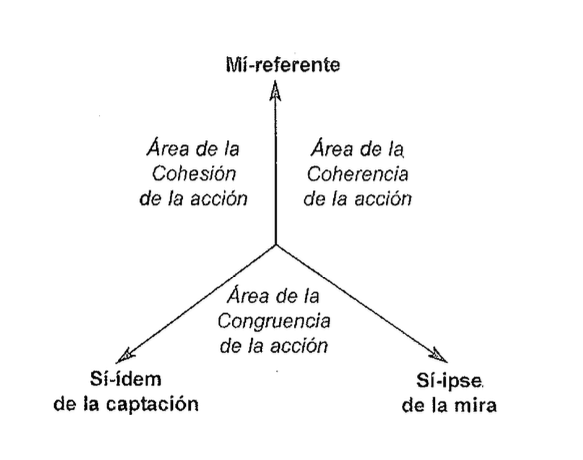 Mí-referente
Área de la
Cohesión
de la acción
Área de la
Coherencia
de la acción
Área de la
Congruencia
de la acción
Sí-ídem
de la captación
Sí-ipse
de la mira